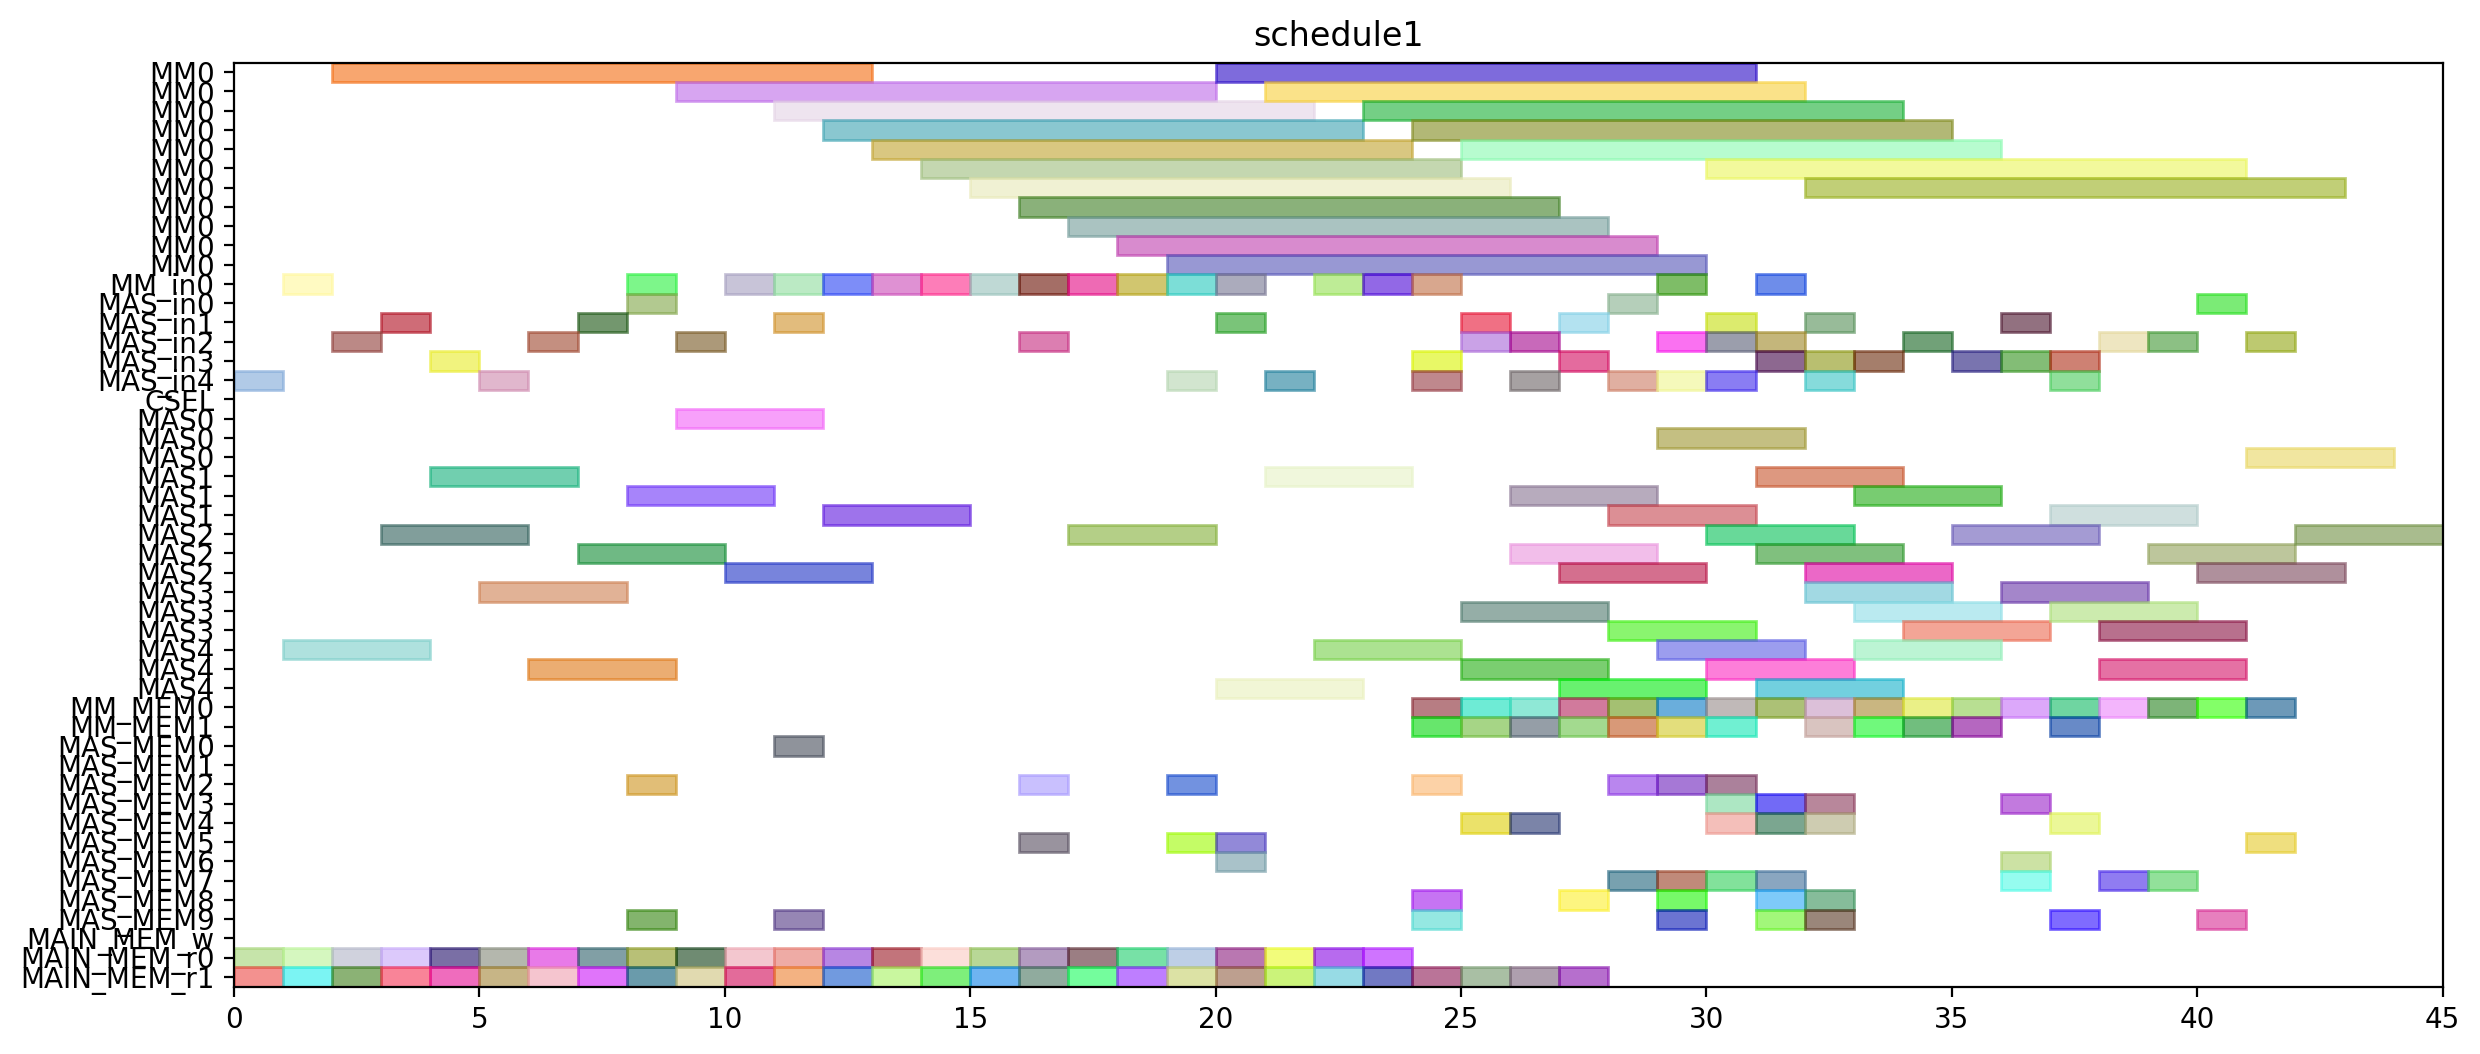 schedule1
MM0
MM0
MM0
MM0
MM0
MM0
MM0
MM0
MM0
MM0
MM0
MM_in0
MAS_in0
MAS_in1
MAS_in2
MAS_in3
MAS_in4
CSEL
MAS0
MAS0
MAS0
MAS1
MAS1
MAS1
MAS2
MAS2
MAS2
MAS3
MAS3
MAS3
MAS4
MAS4
MAS4
MM_MEM0
MM_MEM1
MAS_MEM0
MAS_MEM1
MAS_MEM2
MAS_MEM3
MAS_MEM4
MAS_MEM5
MAS_MEM6
MAS_MEM7
MAS_MEM8
MAS_MEM9
MAIN_MEM_w
MAIN_MEM_r0
MAIN_MEM_r1
0 5 10 15 20 25 30 35 40 45